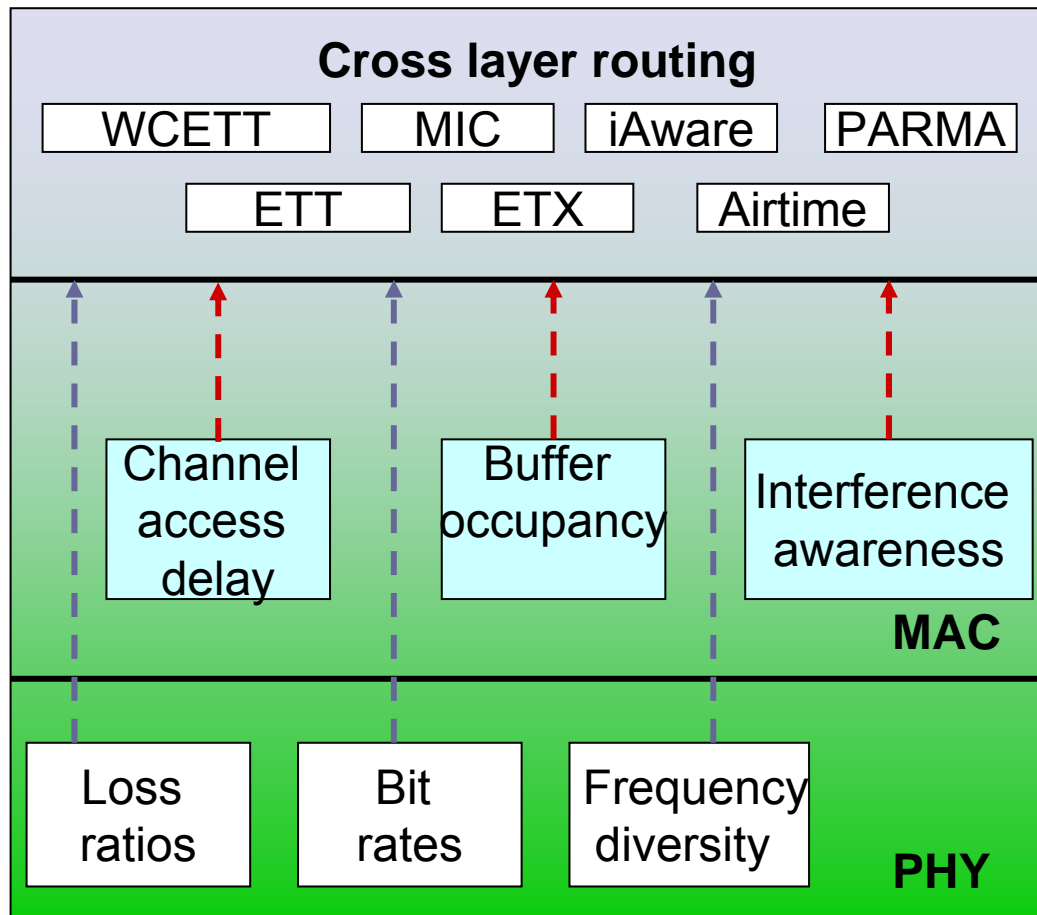 Cross layer routing
WCETT
MIC
iAware
PARMA
ETT
ETX
Airtime
Channel
access
delay
Buffer
occupancy
Interference
awareness
MAC
Loss
ratios
Bit
rates
Frequency
diversity
PHY